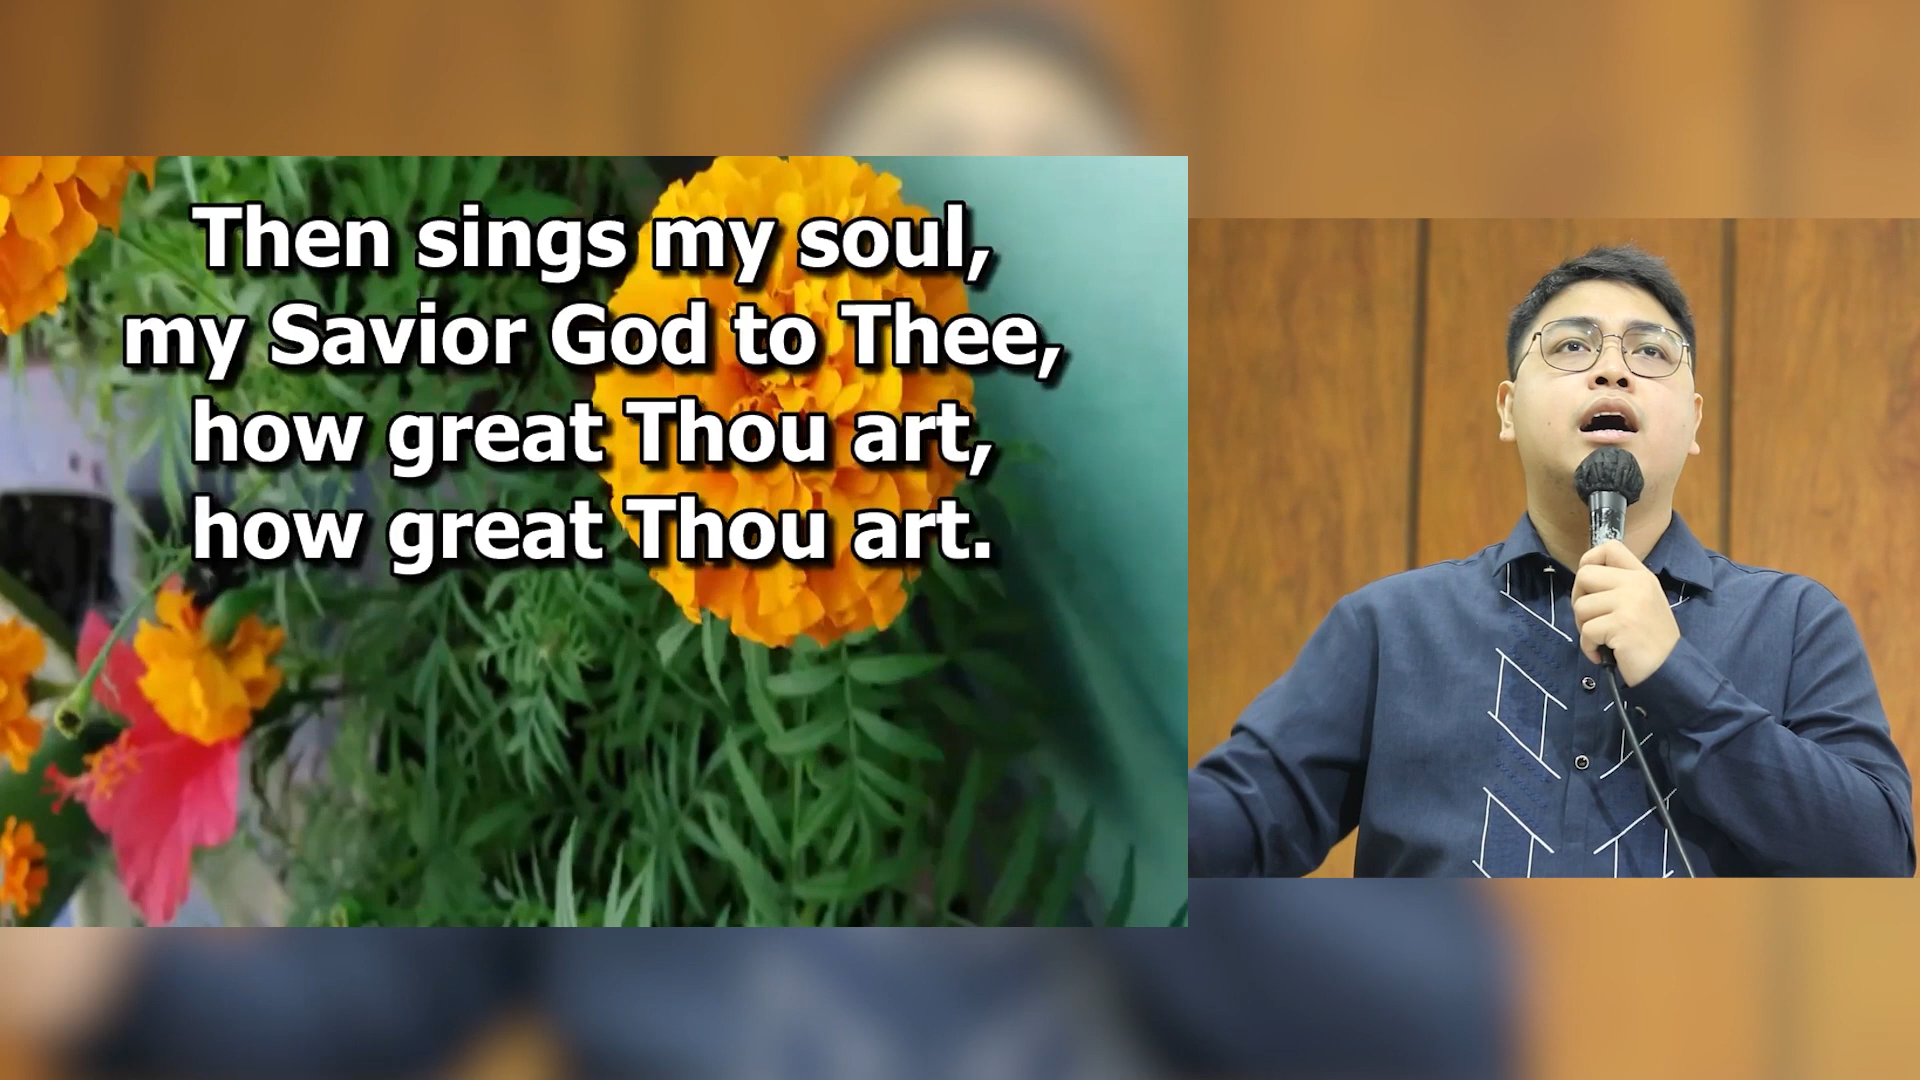 Then sings my soul,
my Savior God to Thee,
how great Thou art,
how great Thou art.